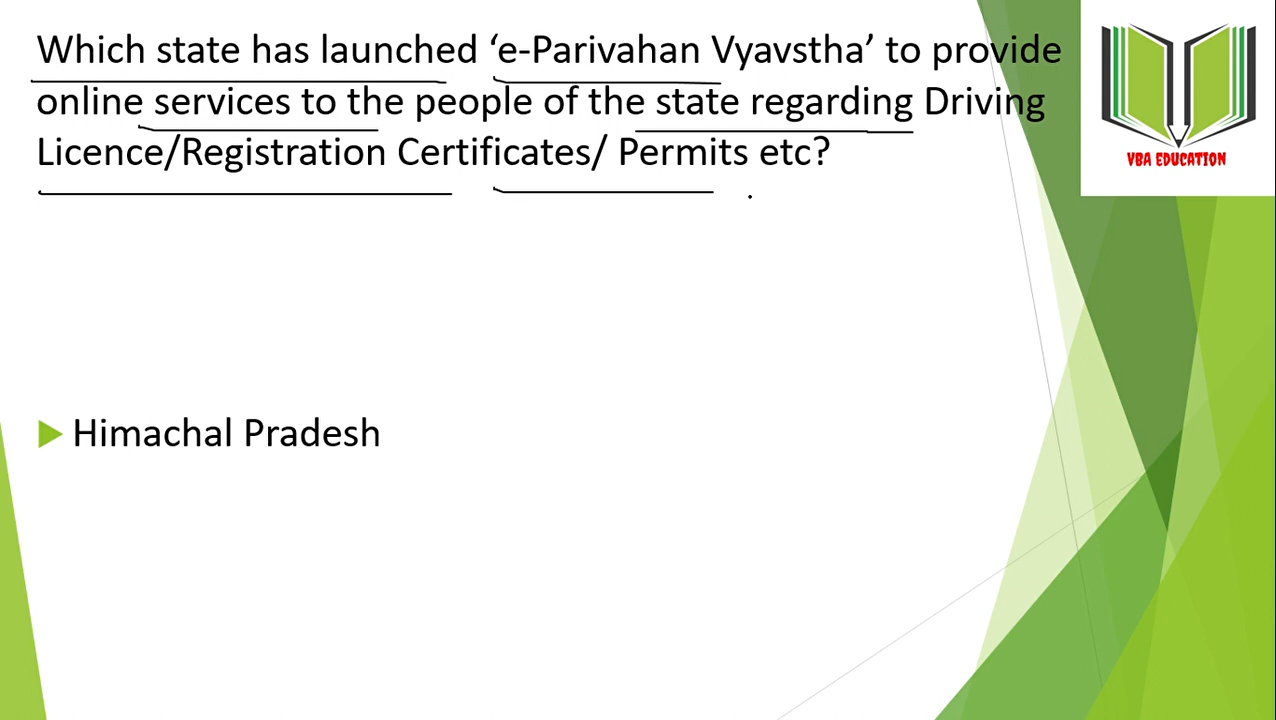 Which state has launched ‘e-Parivahan Vyavstha’ to provide
online services to the people of the state regarding Driving
Licence/Registration Certificates/ Permits etc?
VBA EDUCATION
Himachal Pradesh